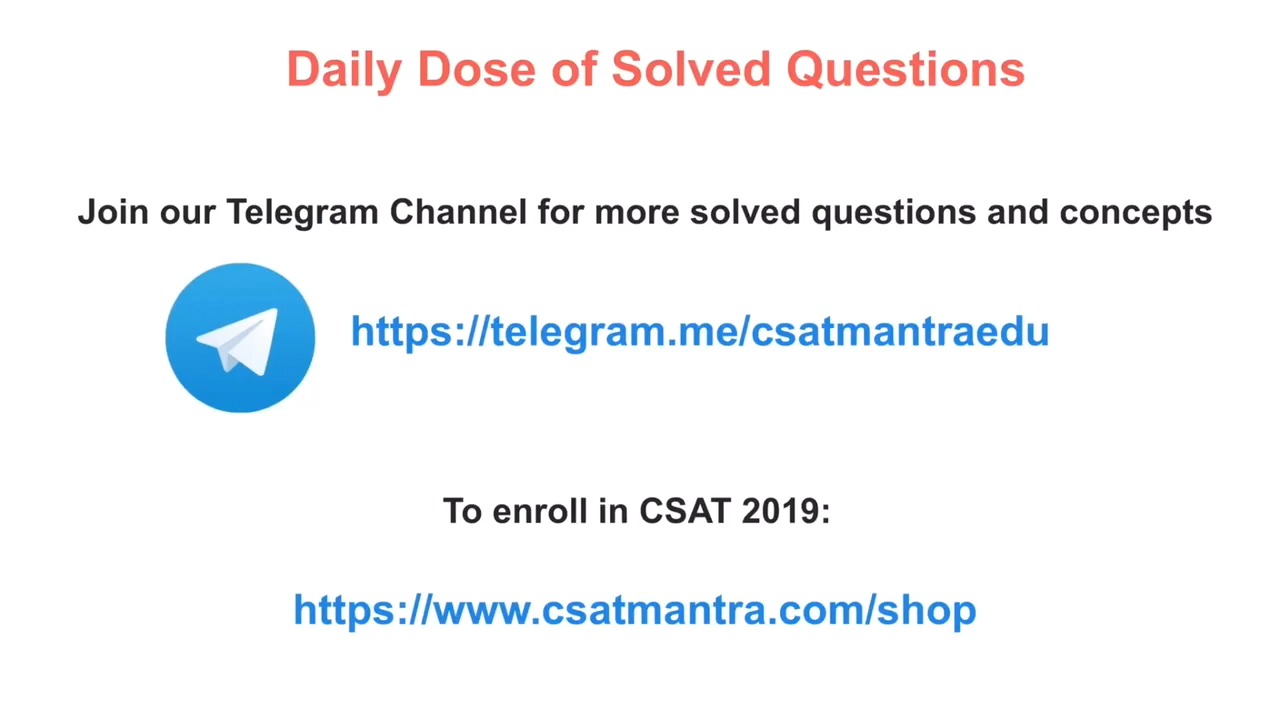 Daily Dose of Solved Questions
Join our Telegram Channel for more solved questions and concepts
https://telegram.me/csatmantraedu
To enroll in CSAT 2019:
https://www.csatmantra.com/shop